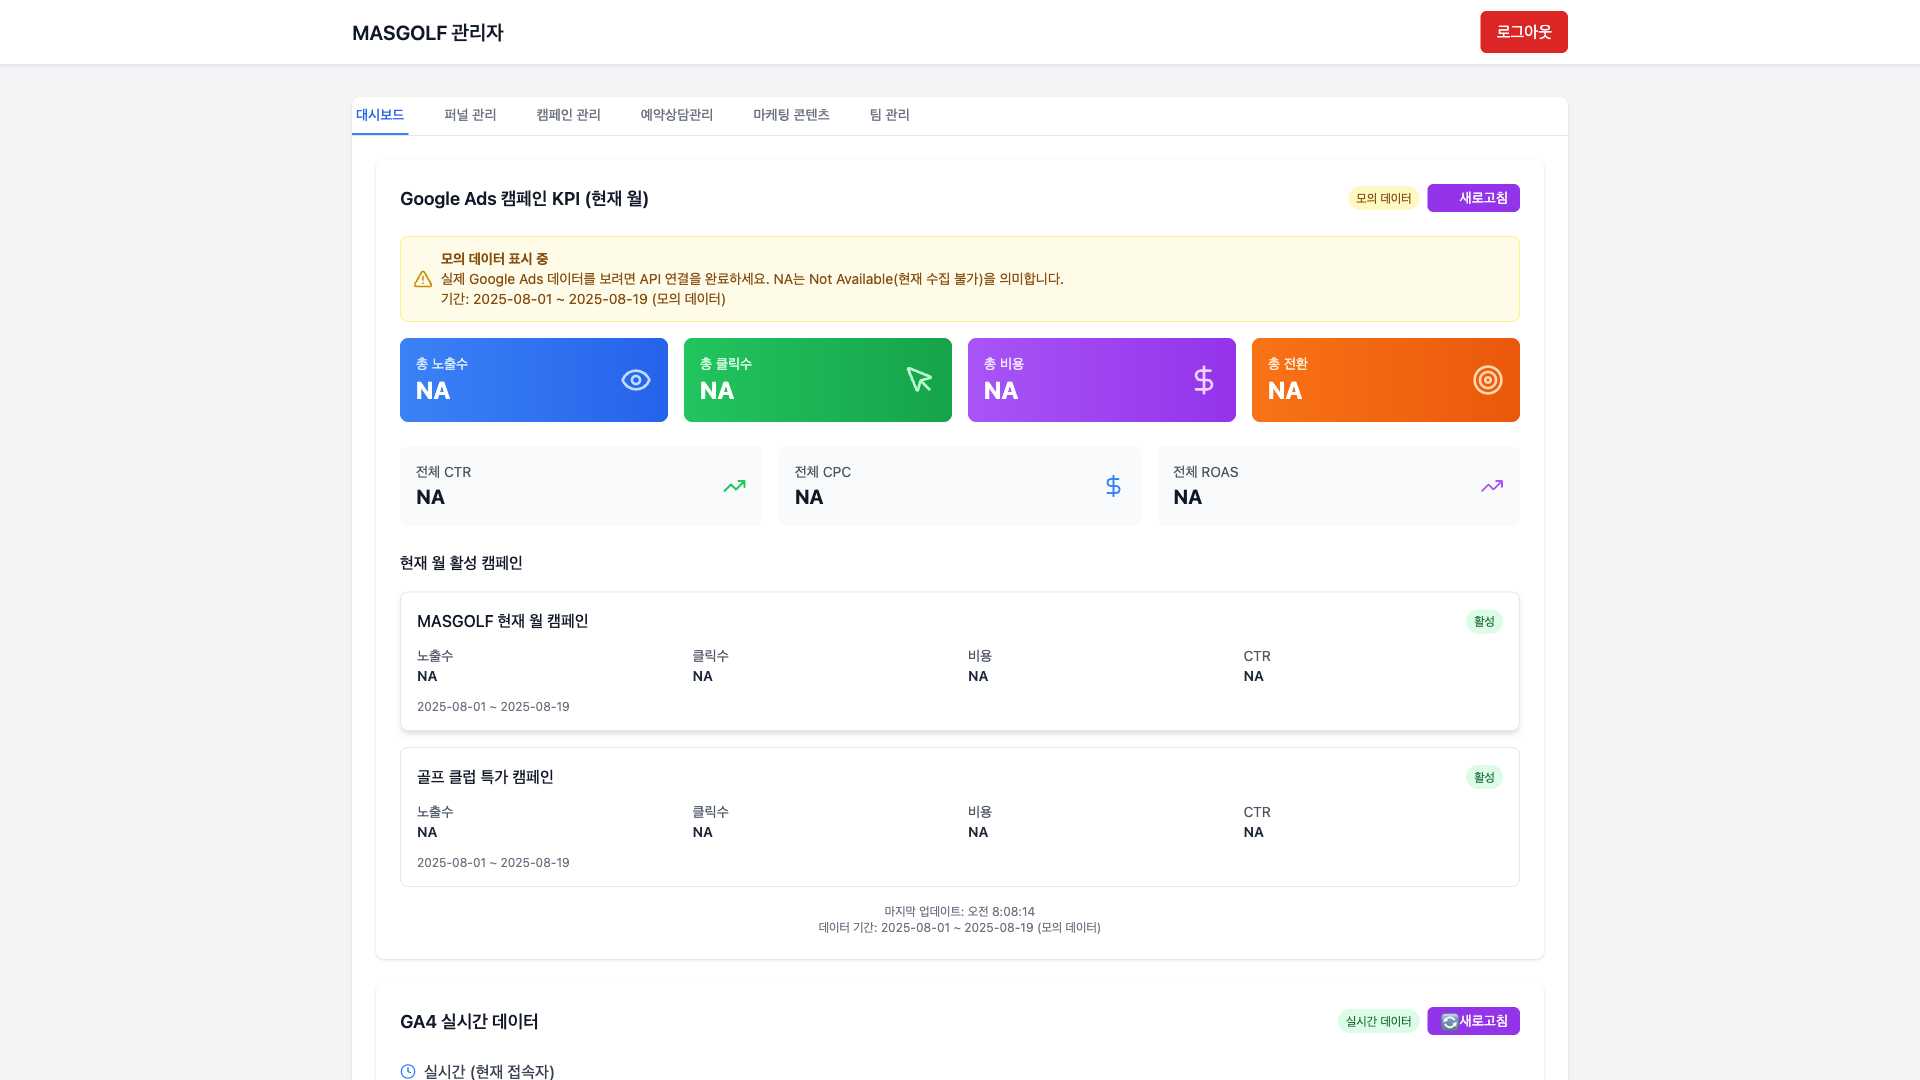 MASGOLF 관리자
로그아웃
대시보드
퍼널 관리
캠페인 관리
예약상담관리
마케팅 콘텐츠
팀 관리
Google Ads 캠페인 KPI (현재 월)
모의 데이터
새로고침
모의 데이터 표시 중
실제 Google Ads 데이터를 보려면 API 연결을 완료하세요. NA는 Not Available(현재 수집 불가)을 의미합니다.
기간: 2025-08-01 ~ 2025-08-19 (모의 데이터)
총 노출수
NA
총 클릭수
NA
총 비용
NA
총 전환
NA
전체 CTR
NA
전체 CPC
NA
전체 ROAS
NA
현재 월 활성 캠페인
MASGOLF 현재 월 캠페인
활성
노출수
NA
클릭수
NA
비용
NA
CTR
NA
2025-08-01 ~ 2025-08-19
골프 클럽 특가 캠페인
활성
노출수
NA
클릭수
NA
비용
NA
CTR
NA
2025-08-01 ~ 2025-08-19
마지막 업데이트: 오전 8:08:14
데이터 기간: 2025-08-01 ~ 2025-08-19 (모의 데이터)
GA4 실시간 데이터
실시간 데이터
새로고침
실시간 (현재 접속자)